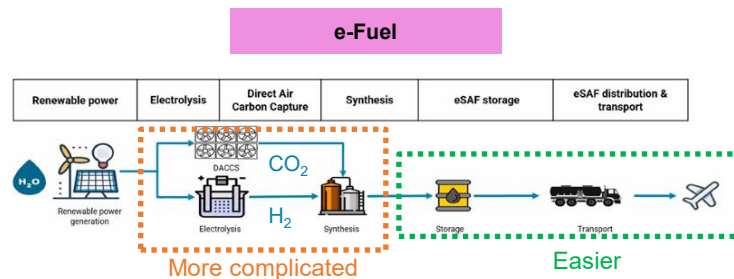 e-Fuel
Renewable power
Electrolysis
Direct Air
Carbon Capture
Synthesis
eSAF storage
eSAF distribution &
transport
H₂O
DACCS
CO₂
H₂
Renewable power
generation
Electrolysis
Synthesis
Storage
Transport
More complicated
Easier